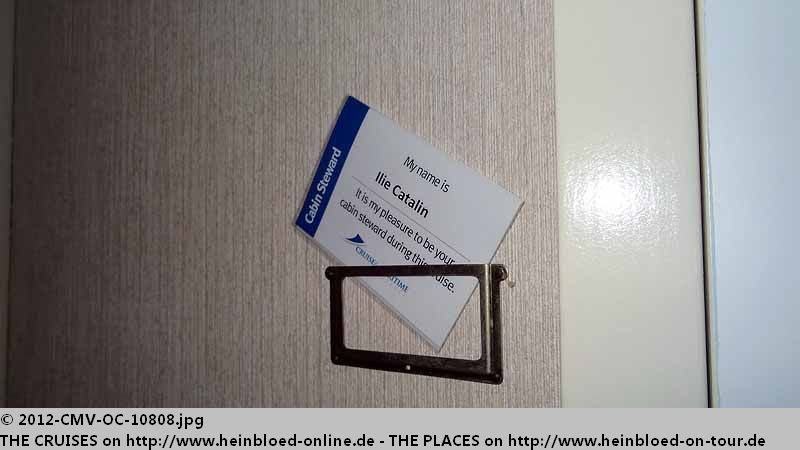 Cabin Steward
My name is
Ilie Catalin
It is my pleasure to be your
cabin steward during this
© 2012-CMV-OC-10808.jpg
THE CRUISES on http://www.heinbloed-online.de - THE PLACES on http://www.heinbloed-on-tour.de